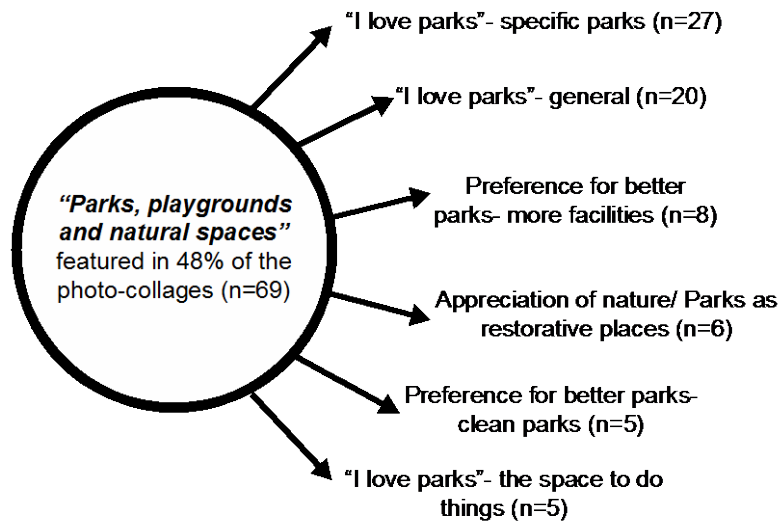 “I love parks”- specific parks (n=27)
“I love parks”- general (n=20)
“Parks, playgrounds
and natural spaces”
featured in 48% of the
photo-collages (n=69)
Preference for better
parks- more facilities (n=8)
Appreciation of nature/ Parks as
restorative places (n=6)
Preference for better parks-
clean parks (n=5)
“I love parks”- the space to do
things (n=5)